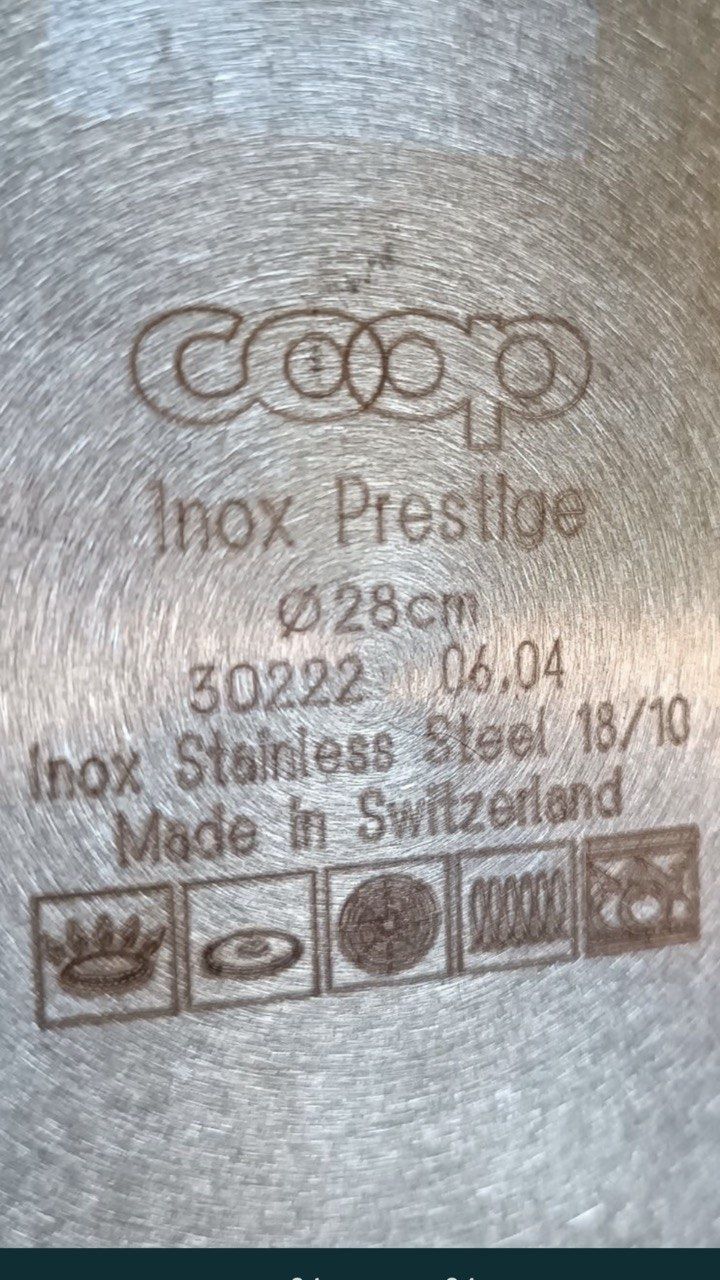 coop
Inox Prestige
Ø28cm
30222 06.04
Inox Stainless Steel 18/10
Made in Switzerland